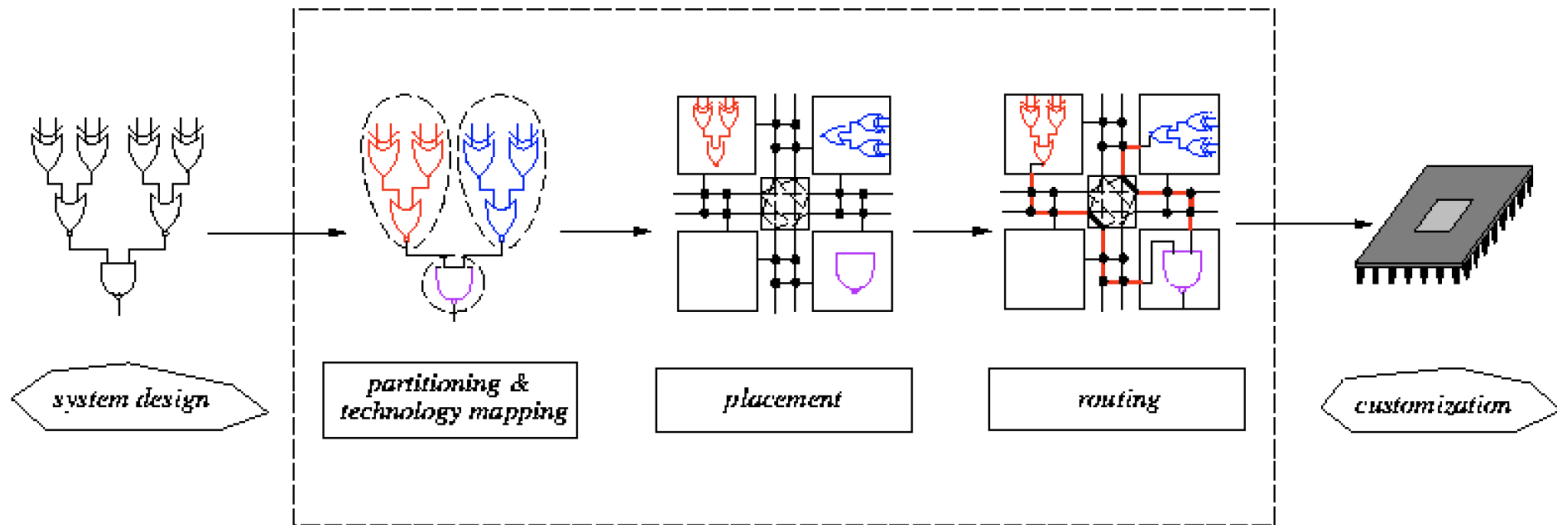 system design
partitioning &
technology mapping
placement
routing
customization